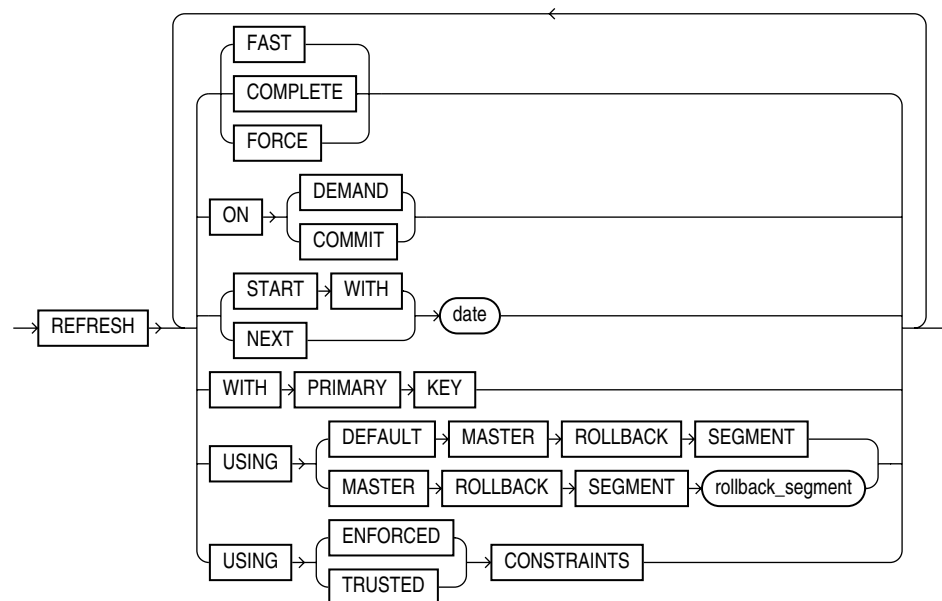 FAST
COMPLETE
FORCE
DEMAND
ON
COMMIT
START WITH
date
REFRESH
NEXT
WITH PRIMARY KEY
DEFAULT MASTER ROLLBACK SEGMENT
USING
MASTER ROLLBACK SEGMENT rollback_segment
ENFORCED
USING CONSTRAINTS
TRUSTED